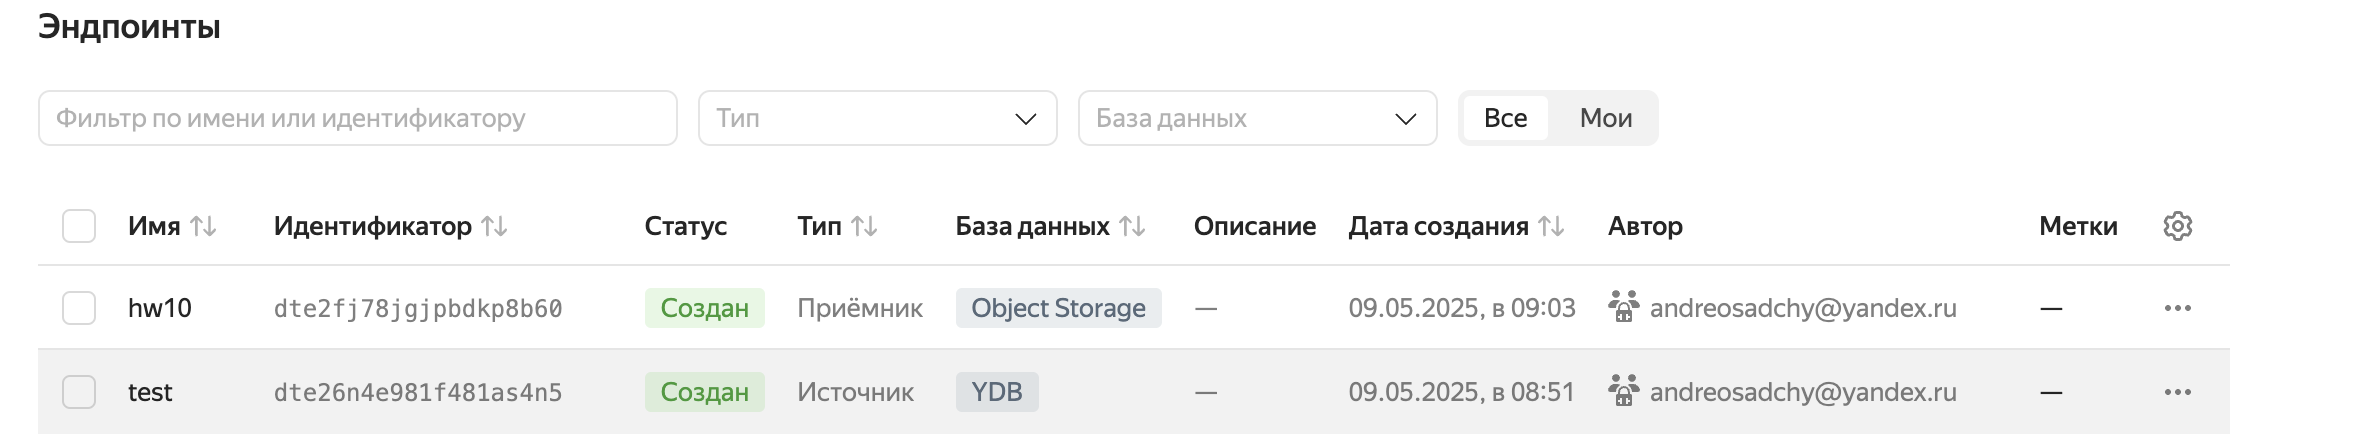 Эндпоинты
Фильтр по имени или идентификатору Тип База данных Все Мои
Имя Идентификатор Статус Тип База данных Описание Дата создания Автор Метки
hw10 dte2fj78jgjpbdkp8b60 Создан Приёмник Object Storage — 09.05.2025, в 09:03 andreosadchy@yandex.ru —
test dte26n4e981f481as4n5 Создан Источник YDB — 09.05.2025, в 08:51 andreosadchy@yandex.ru —